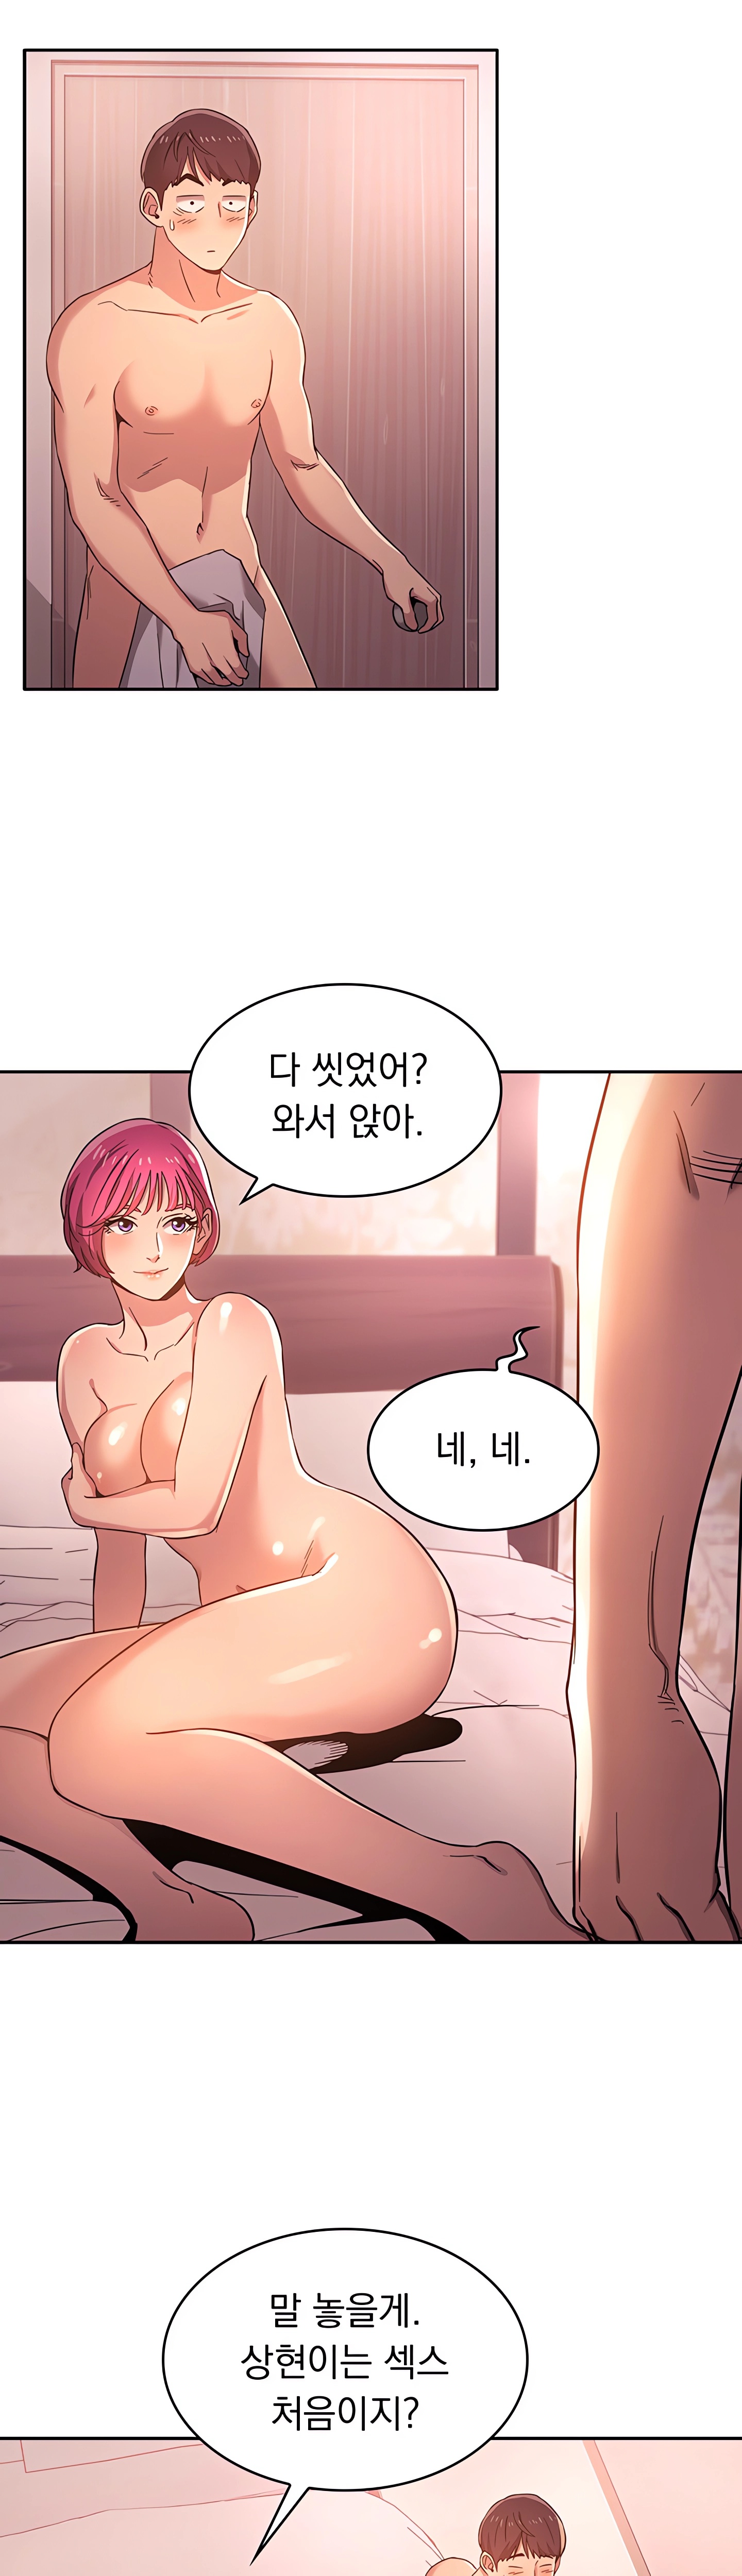 다 씻었어?
와서 앉아.
네, 네.
말 놓을게.
상현이는 섹스
처음이지?